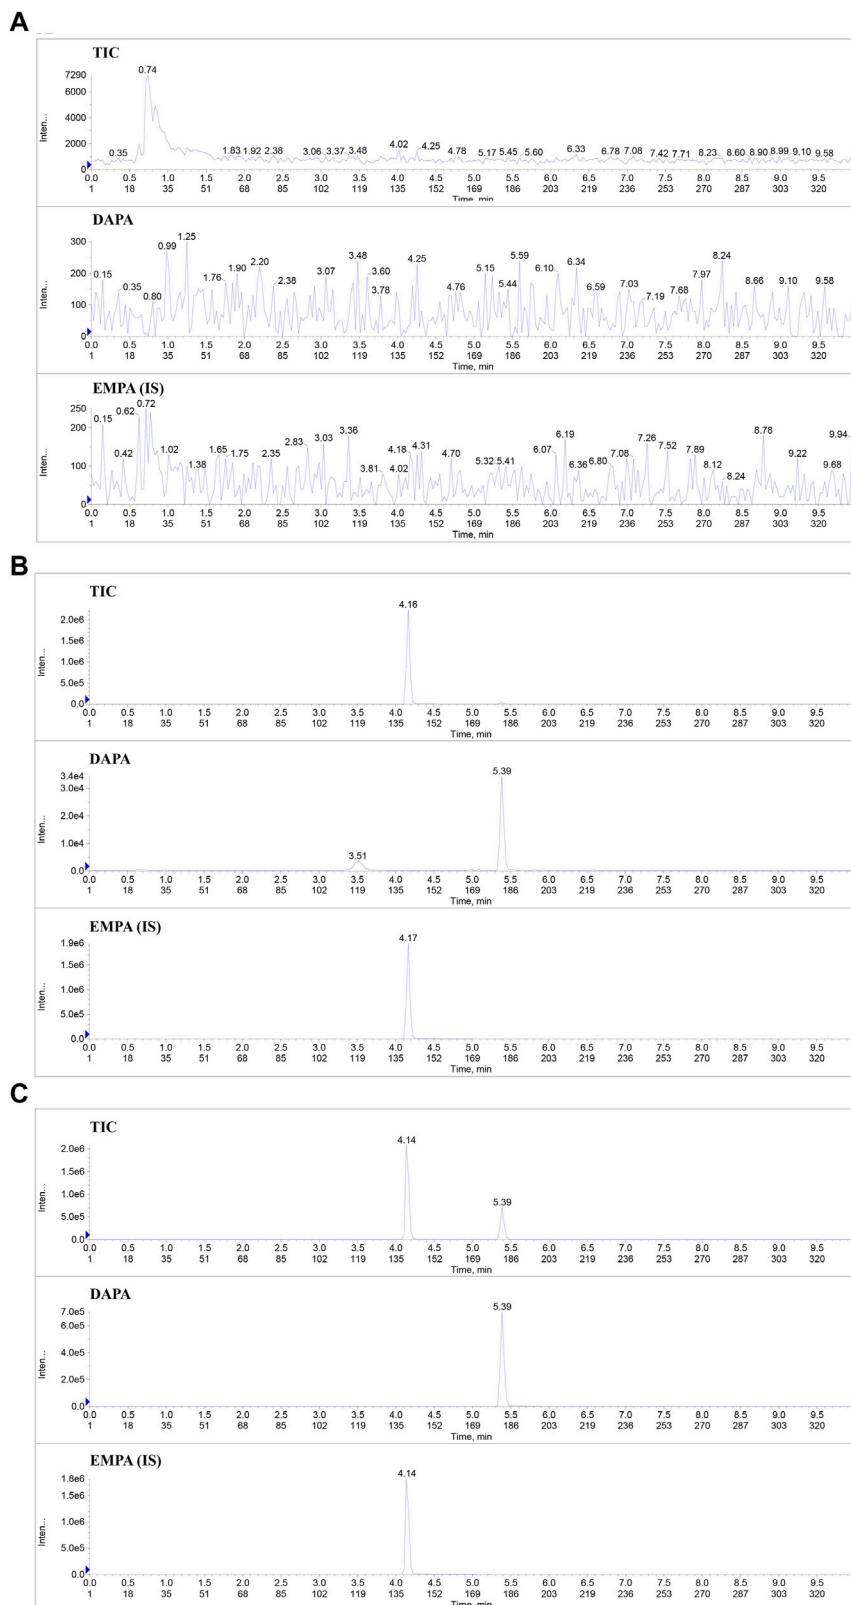 A
TIC
Inten...
7290
6000
4000
2000
0
0.35 0.74 1.83 1.92 2.38 3.06 3.37 3.48 4.02 4.25 4.78 5.17 5.45 5.60 6.33 6.78 7.08 7.42 7.71 8.23 8.60 8.90 8.99 9.10 9.58
0.0 0.5 1.0 1.5 2.0 2.5 3.0 3.5 4.0 4.5 5.0 5.5 6.0 6.5 7.0 7.5 8.0 8.5 9.0 9.5
1 18 35 51 68 85 102 119 135 152 169 186 203 219 236 253 270 287 303 320
Time, min
DAPA
Inten...
300
200
100
0
0.15 0.35 0.80 0.99 1.25 1.76 1.90 2.20 2.38 3.07 3.48 3.60 3.78 4.25 4.76 5.15 5.44 5.59 6.10 6.34 6.59 7.03 7.19 7.68 7.97 8.24 8.66 9.10 9.58
0.0 0.5 1.0 1.5 2.0 2.5 3.0 3.5 4.0 4.5 5.0 5.5 6.0 6.5 7.0 7.5 8.0 8.5 9.0 9.5
1 18 35 51 68 85 102 119 135 152 169 186 203 219 236 253 270 287 303 320
Time, min
EMPA (IS)
Inten...
250
200
100
0
0.15 0.42 0.62 0.72 1.02 1.38 1.65 1.75 2.35 2.83 3.03 3.36 3.81 4.02 4.18 4.31 4.70 5.32 5.41 6.07 6.19 6.36 6.80 7.08 7.26 7.52 7.89 8.12 8.24 8.78 9.22 9.68 9.94
0.0 0.5 1.0 1.5 2.0 2.5 3.0 3.5 4.0 4.5 5.0 5.5 6.0 6.5 7.0 7.5 8.0 8.5 9.0 9.5
1 18 35 51 68 85 102 119 135 152 169 186 203 219 236 253 270 287 303 320
Time, min
B
TIC
Inten...
2.0e6
1.5e6
1.0e6
5.0e5
0.0
4.16
0.0 0.5 1.0 1.5 2.0 2.5 3.0 3.5 4.0 4.5 5.0 5.5 6.0 6.5 7.0 7.5 8.0 8.5 9.0 9.5
1 18 35 51 68 85 102 119 135 152 169 186 203 219 236 253 270 287 303 320
Time, min
DAPA
Inten...
3.4e4
3.0e4
2.0e4
1.0e4
0.0
3.51 5.39
0.0 0.5 1.0 1.5 2.0 2.5 3.0 3.5 4.0 4.5 5.0 5.5 6.0 6.5 7.0 7.5 8.0 8.5 9.0 9.5
1 18 35 51 68 85 102 119 135 152 169 186 203 219 236 253 270 287 303 320
Time, min
EMPA (IS)
Inten...
1.9e6
1.5e6
1.0e6
5.0e5
0.0
4.17
0.0 0.5 1.0 1.5 2.0 2.5 3.0 3.5 4.0 4.5 5.0 5.5 6.0 6.5 7.0 7.5 8.0 8.5 9.0 9.5
1 18 35 51 68 85 102 119 135 152 169 186 203 219 236 253 270 287 303 320
Time, min
C
TIC
Inten...
2.0e6
1.5e6
1.0e6
5.0e5
0.0
4.14 5.39
0.0 0.5 1.0 1.5 2.0 2.5 3.0 3.5 4.0 4.5 5.0 5.5 6.0 6.5 7.0 7.5 8.0 8.5 9.0 9.5
1 18 35 51 68 85 102 119 135 152 169 186 203 219 236 253 270 287 303 320
Time, min
DAPA
Inten...
7.0e5
6.0e5
4.0e5
2.0e5
0.0
5.39
0.0 0.5 1.0 1.5 2.0 2.5 3.0 3.5 4.0 4.5 5.0 5.5 6.0 6.5 7.0 7.5 8.0 8.5 9.0 9.5
1 18 35 51 68 85 102 119 135 152 169 186 203 219 236 253 270 287 303 320
Time, min
EMPA (IS)
Inten...
1.8e6
1.5e6
1.0e6
5.0e5
0.0
4.14
0.0 0.5 1.0 1.5 2.0 2.5 3.0 3.5 4.0 4.5 5.0 5.5 6.0 6.5 7.0 7.5 8.0 8.5 9.0 9.5
1 18 35 51 68 85 102 119 135 152 169 186 203 219 236 253 270 287 303 320